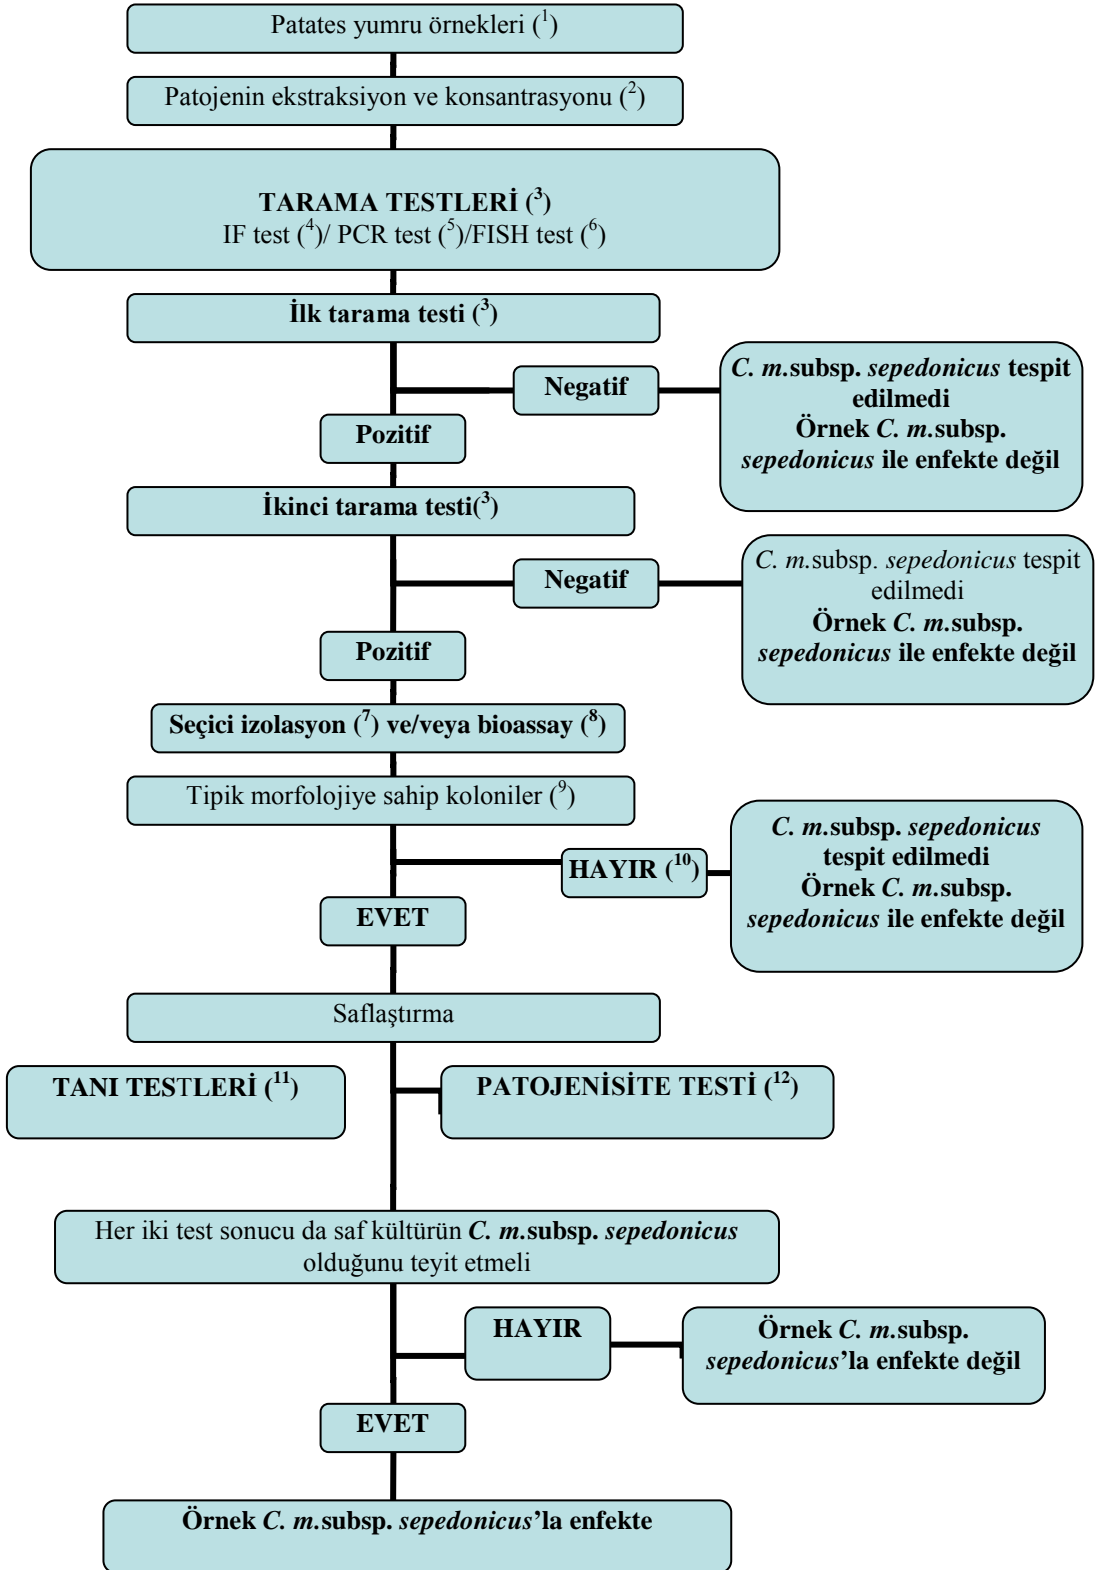 Patates yumru örnekleri (1)
Patojenin ekstraksiyon ve konsantrasyonu (2)
TARAMA TESTLERİ (3)
IF test (4)/ PCR test (5)/FISH test (6)
İlk tarama testi (3)
Negatif
C. m.subsp. sepedonicus tespit
edilmedi
Örnek C. m.subsp.
sepedonicus ile enfekte değil
Pozitif
İkinci tarama testi(3)
Negatif
C. m.subsp. sepedonicus tespit
edilmedi
Örnek C. m.subsp.
sepedonicus ile enfekte değil
Pozitif
Seçici izolasyon (7) ve/veya bioassay (8)
Tipik morfolojiye sahip koloniler (9)
HAYIR (10)
C. m.subsp. sepedonicus
tespit edilmedi
Örnek C. m.subsp.
sepedonicus ile enfekte değil
EVET
Saflaştırma
TANI TESTLERİ (11)
PATOJENİSİTE TESTİ (12)
Her iki test sonucu da saf kültürün C. m.subsp. sepedonicus
olduğunu teyit etmeli
HAYIR
Örnek C. m.subsp.
sepedonicus’la enfekte değil
EVET
Örnek C. m.subsp. sepedonicus’la enfekte